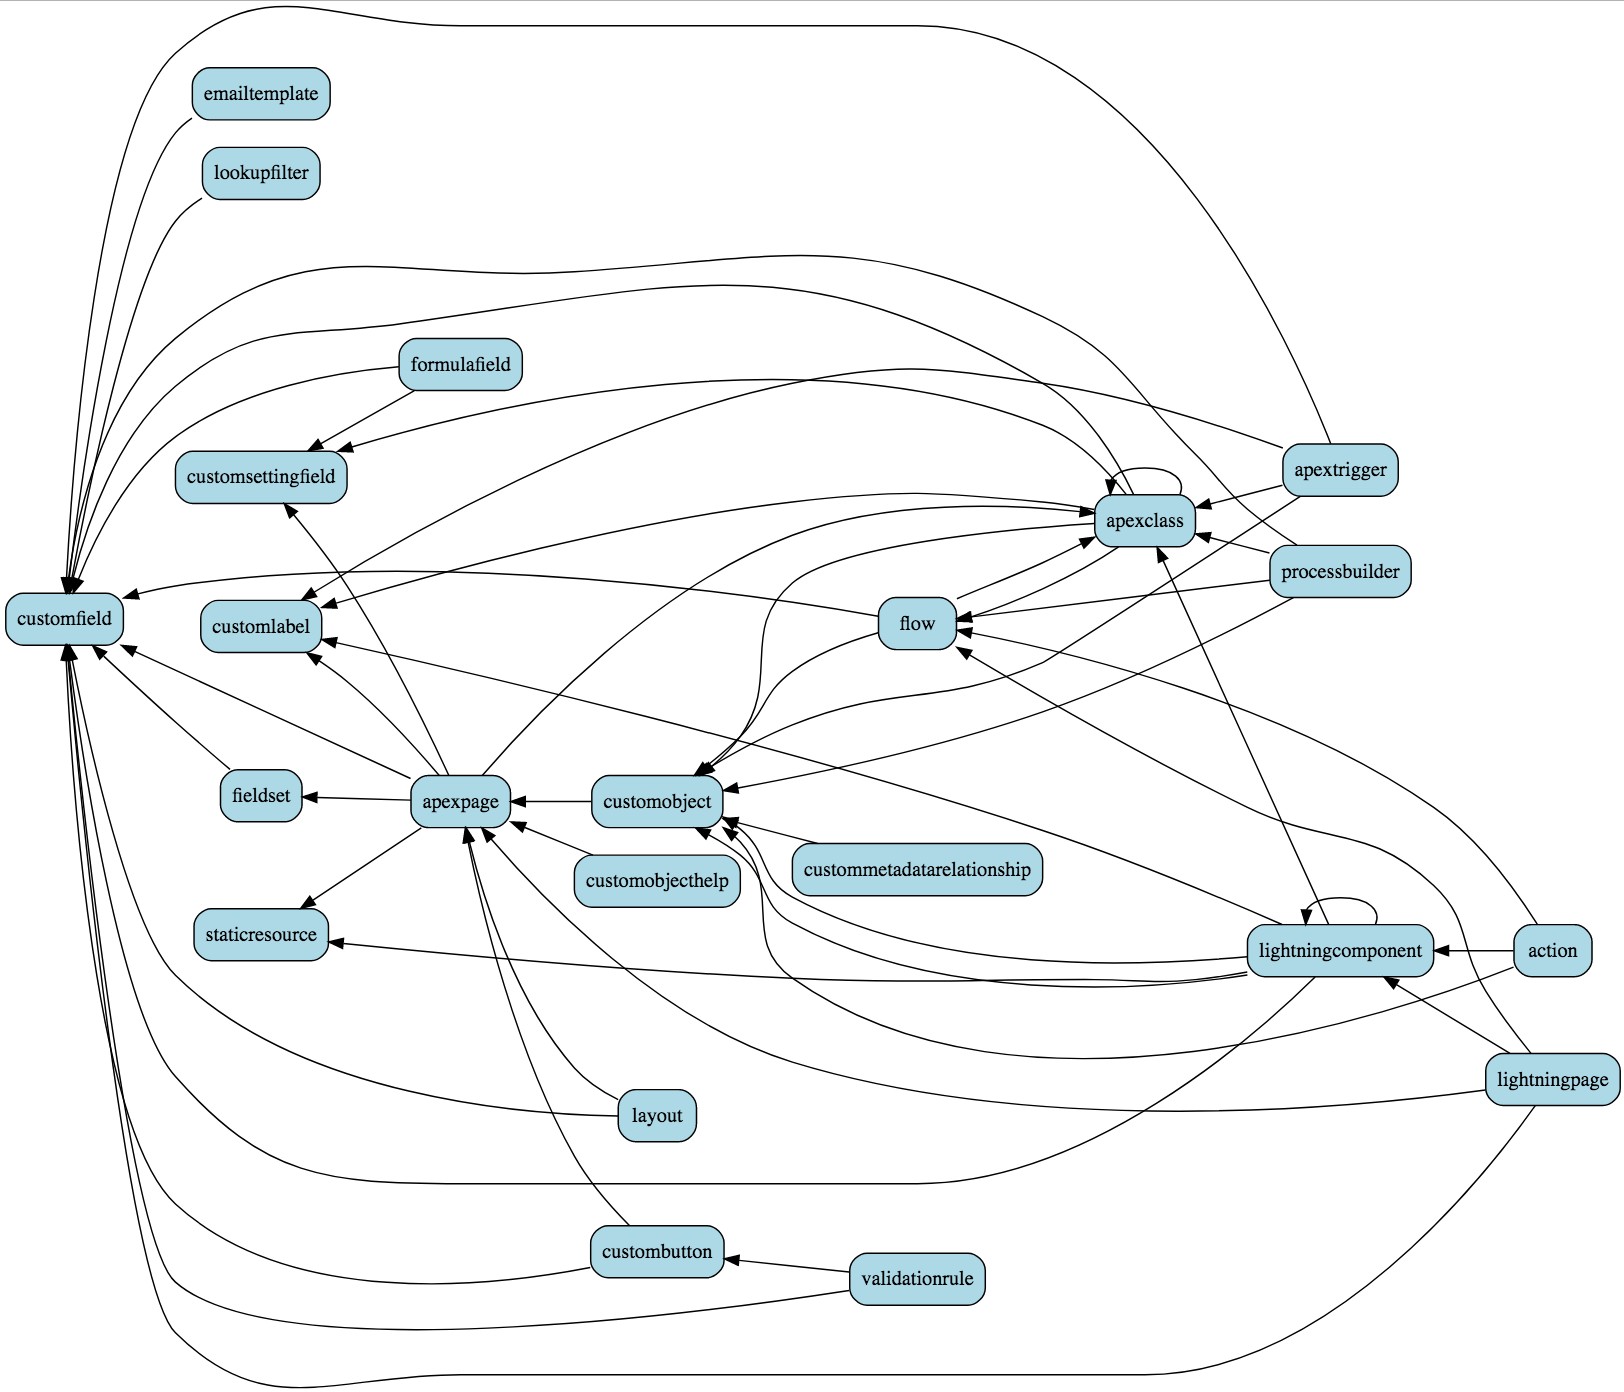 emailtemplate
lookupfilter
formulafield
apextrigger
customsettingfield
apexclass
processbuilder
customfield
customlabel
flow
fieldset
apexpage
customobject
custommetadatarelationship
customobjecthelp
staticresource
lightningcomponent
action
lightningpage
layout
custombutton
validationrule